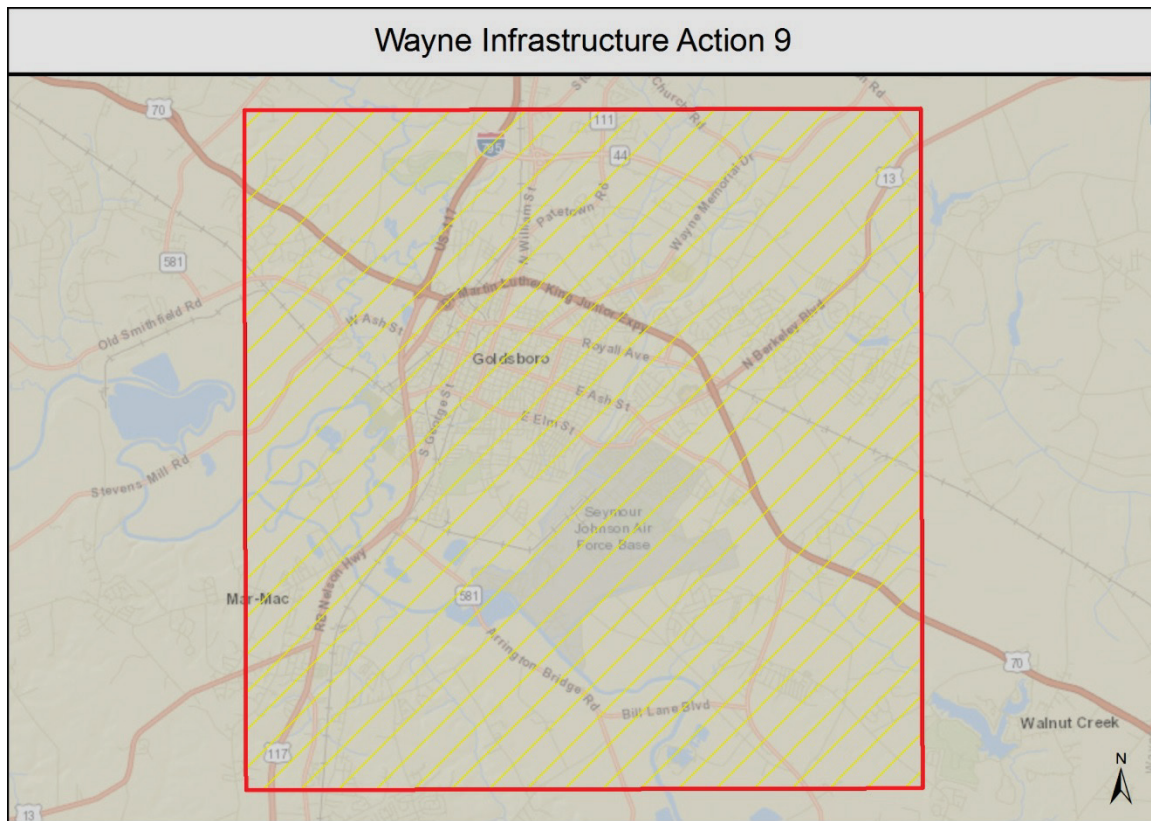 Wayne Infrastructure Action 9
70
111
Church Rd
795
44
13
N William St
Patetown Rd
Wayne Memorial Dr
US-117
581
Old Smithfield Rd
Martin Luther King Junior Expy
N Ash St
Royall Ave
N Berkeley Blvd
Goldsboro
E Ash St
S George St
E Elm St
Stevens Mill Rd
Seymour
Johnson Air
Force Base
Mar-Mac
581
RB Nelson Hwy
Arrington Bridge Rd
70
Bill Lane Blvd
Walnut Creek
117
N
13